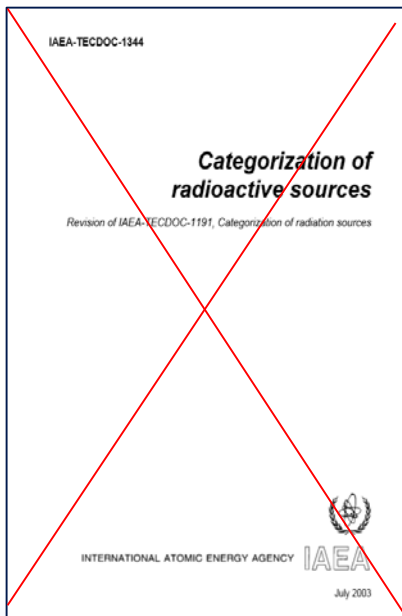 IAEA-TECDOC-1344
Categorization of
radioactive sources
Revision of IAEA-TECDOC-1191, Categorization of radiation sources
INTERNATIONAL ATOMIC ENERGY AGENCY IAEA
July 2003